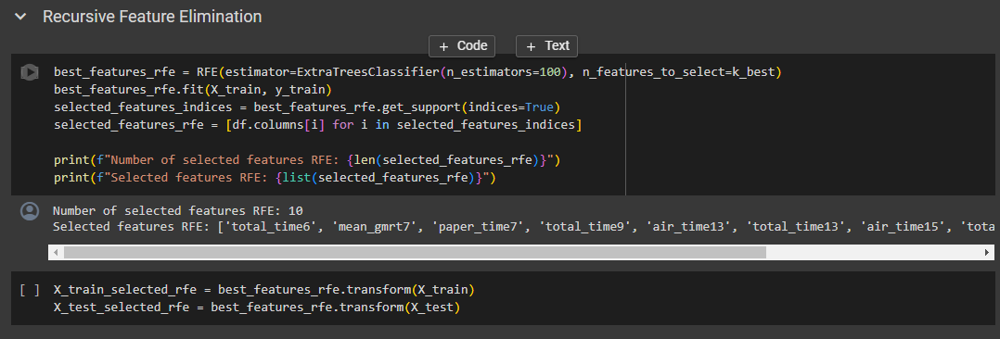 Recursive Feature Elimination
+ Code + Text
best_features_rfe = RFE(estimator=ExtraTreesClassifier(n_estimators=100), n_features_to_select=k_best)
best_features_rfe.fit(X_train, y_train)
selected_features_indices = best_features_rfe.get_support(indices=True)
selected_features_rfe = [df.columns[i] for i in selected_features_indices]
print(f"Number of selected features RFE: {len(selected_features_rfe)}")
print(f"Selected features RFE: {list(selected_features_rfe)}")
Number of selected features RFE: 10
Selected features RFE: ['total_time6', 'mean_gmrt7', 'paper_time7', 'total_time9', 'air_time13', 'total_time13', 'air_time15', 'tota
[ ] X_train_selected_rfe = best_features_rfe.transform(X_train)
X_test_selected_rfe = best_features_rfe.transform(X_test)